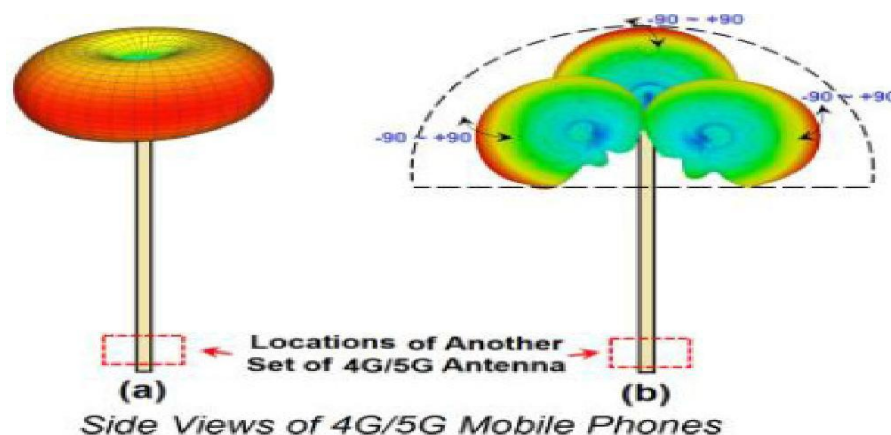 -90 ~ +90
-90 ~ +90
-90 ~ +90
Locations of Another
Set of 4G/5G Antenna
(a)
(b)
Side Views of 4G/5G Mobile Phones